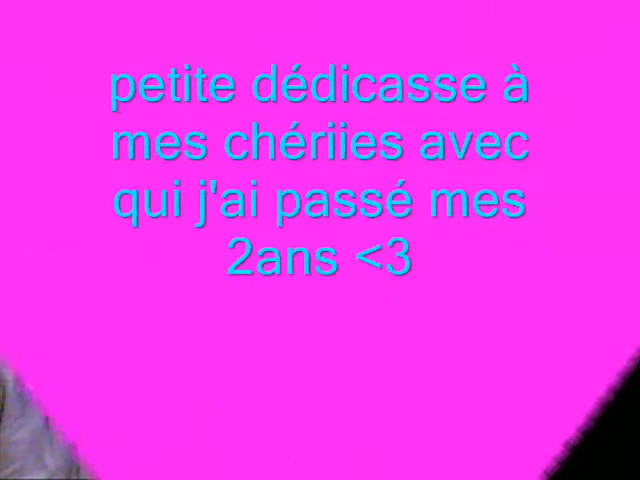 petite dédicasse à
mes chériies avec
qui j'ai passé mes
2ans <3